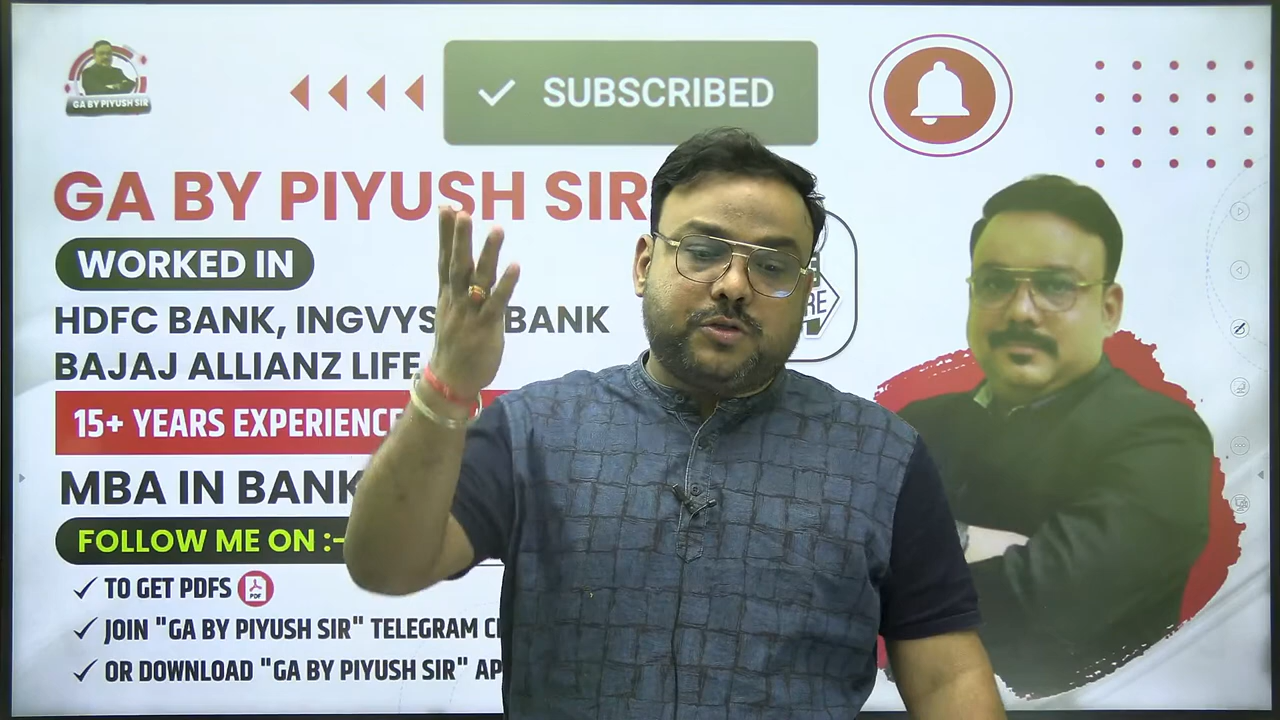 GA BY PIYUSH SIR
SUBSCRIBED
GA BY PIYUSH SIR
WORKED IN
HDFC BANK, BANK
BAJAJ ALLIANZ LIFE
15+ YEARS EXPERIENCE
MBA IN BANK
FOLLOW ME ON :-
TO GET PDFS
PDF
JOIN "GA BY PIYUSH SIR" TELEGRAM
OR DOWNLOAD "GA BY PIYUSH SIR"